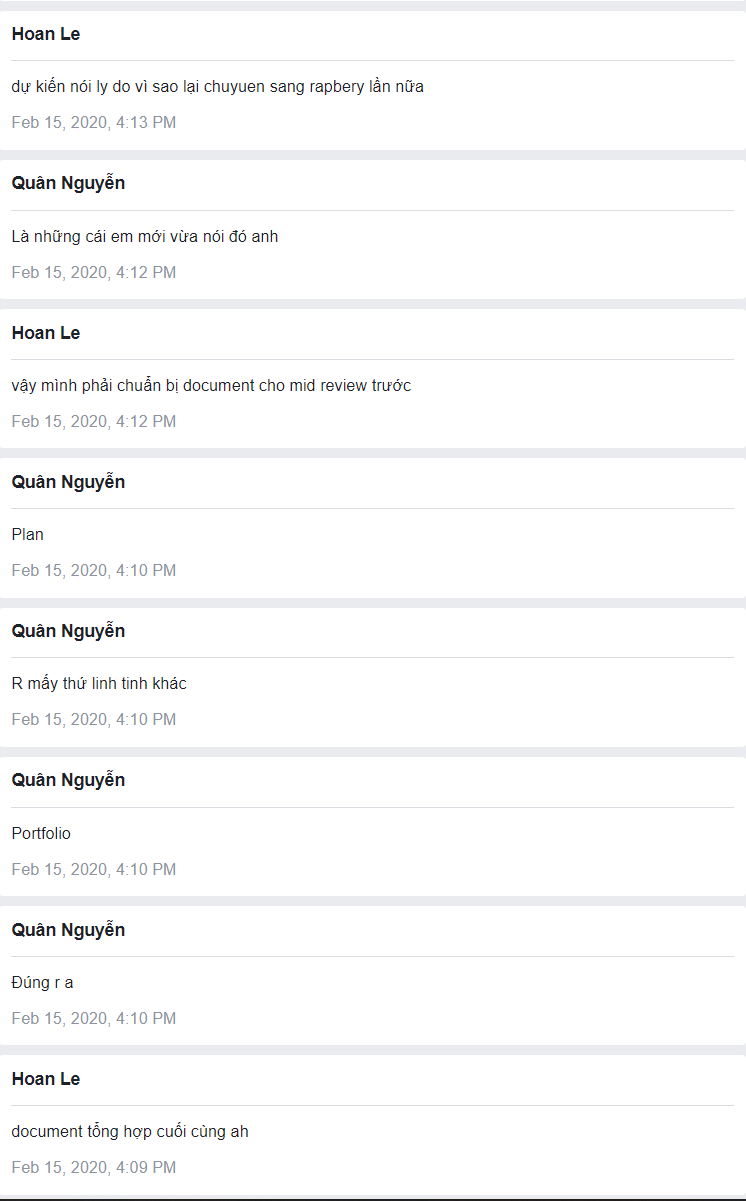 Hoan Le
dự kiến nói ly do vì sao lại chuyuen sang rapbery lần nữa
Feb 15, 2020, 4:13 PM
Quân Nguyễn
Là những cái em mới vừa nói đó anh
Feb 15, 2020, 4:12 PM
Hoan Le
vậy mình phải chuẩn bị document cho mid review trước
Feb 15, 2020, 4:12 PM
Quân Nguyễn
Plan
Feb 15, 2020, 4:10 PM
Quân Nguyễn
R mấy thứ linh tinh khác
Feb 15, 2020, 4:10 PM
Quân Nguyễn
Portfolio
Feb 15, 2020, 4:10 PM
Quân Nguyễn
Đúng r a
Feb 15, 2020, 4:10 PM
Hoan Le
document tổng hợp cuối cùng ah
Feb 15, 2020, 4:09 PM